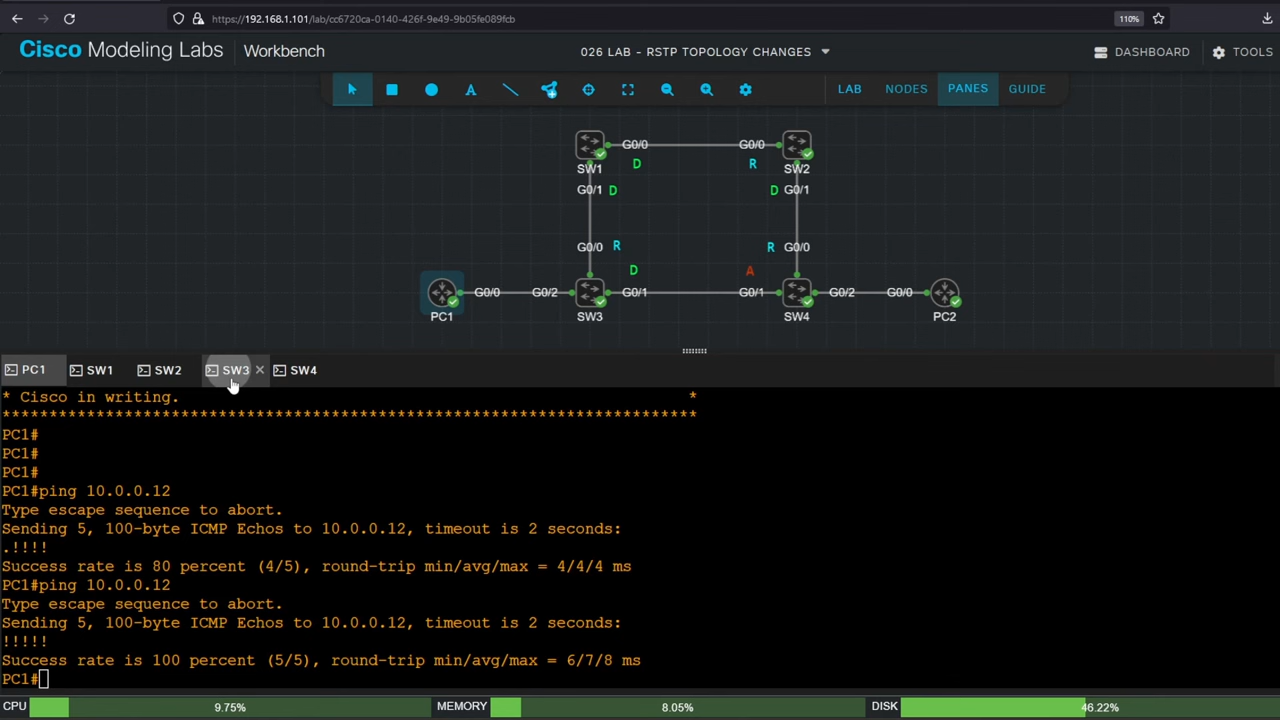 https://192.168.1.101/lab/cc6720ca-0140-426f-9e49-9b05fe089fcb
110%
Cisco Modeling Labs
Workbench
026 LAB - RSTP TOPOLOGY CHANGES
DASHBOARD
TOOLS
A
LAB
NODES
PANES
GUIDE
G0/0
G0/0
SW1
D
R
SW2
G0/1
D
D
G0/1
G0/0
R
R
G0/0
D
A
G0/0
G0/2
G0/1
G0/1
G0/2
G0/0
PC1
SW3
SW4
PC2
PC1
SW1
SW2
SW3
SW4
* Cisco in writing. *
**************************************************************************
PC1#
PC1#
PC1#
PC1#ping 10.0.0.12
Type escape sequence to abort.
Sending 5, 100-byte ICMP Echos to 10.0.0.12, timeout is 2 seconds:
.!!!!
Success rate is 80 percent (4/5), round-trip min/avg/max = 4/4/4 ms
PC1#ping 10.0.0.12
Type escape sequence to abort.
Sending 5, 100-byte ICMP Echos to 10.0.0.12, timeout is 2 seconds:
!!!!!
Success rate is 100 percent (5/5), round-trip min/avg/max = 6/7/8 ms
PC1#
CPU
9.75%
MEMORY
8.05%
DISK
46.22%